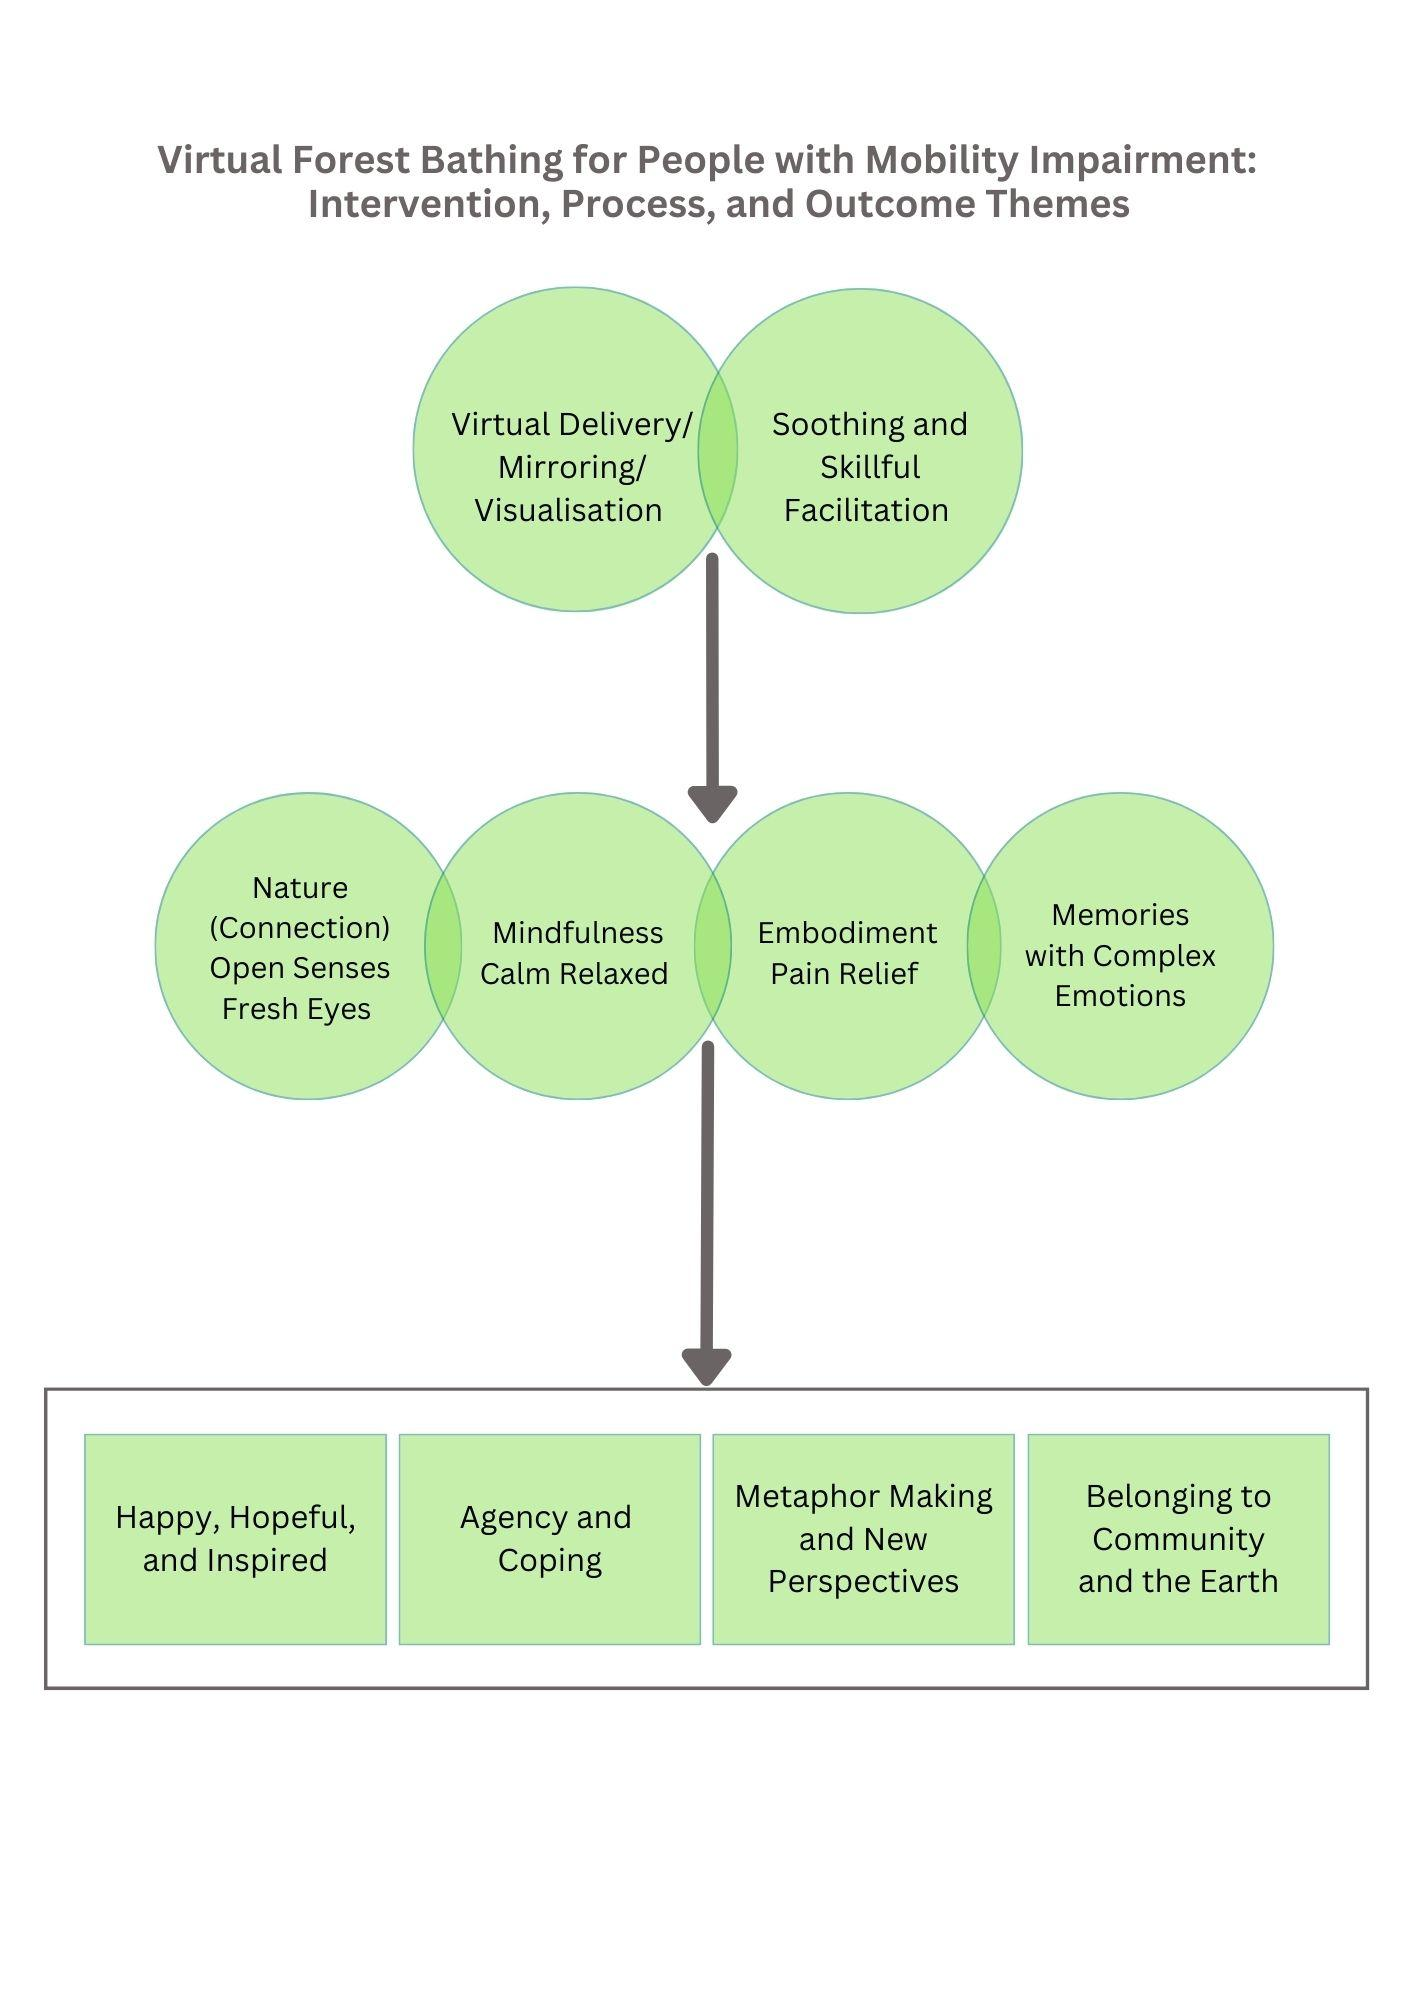 Virtual Forest Bathing for People with Mobility Impairment:
Intervention, Process, and Outcome Themes
Virtual Delivery/
Mirroring/
Visualisation
Soothing and
Skillful
Facilitation
Nature
(Connection)
Open Senses
Fresh Eyes
Mindfulness
Calm Relaxed
Embodiment
Pain Relief
Memories
with Complex
Emotions
Happy, Hopeful,
and Inspired
Agency and
Coping
Metaphor Making
and New
Perspectives
Belonging to
Community
and the Earth